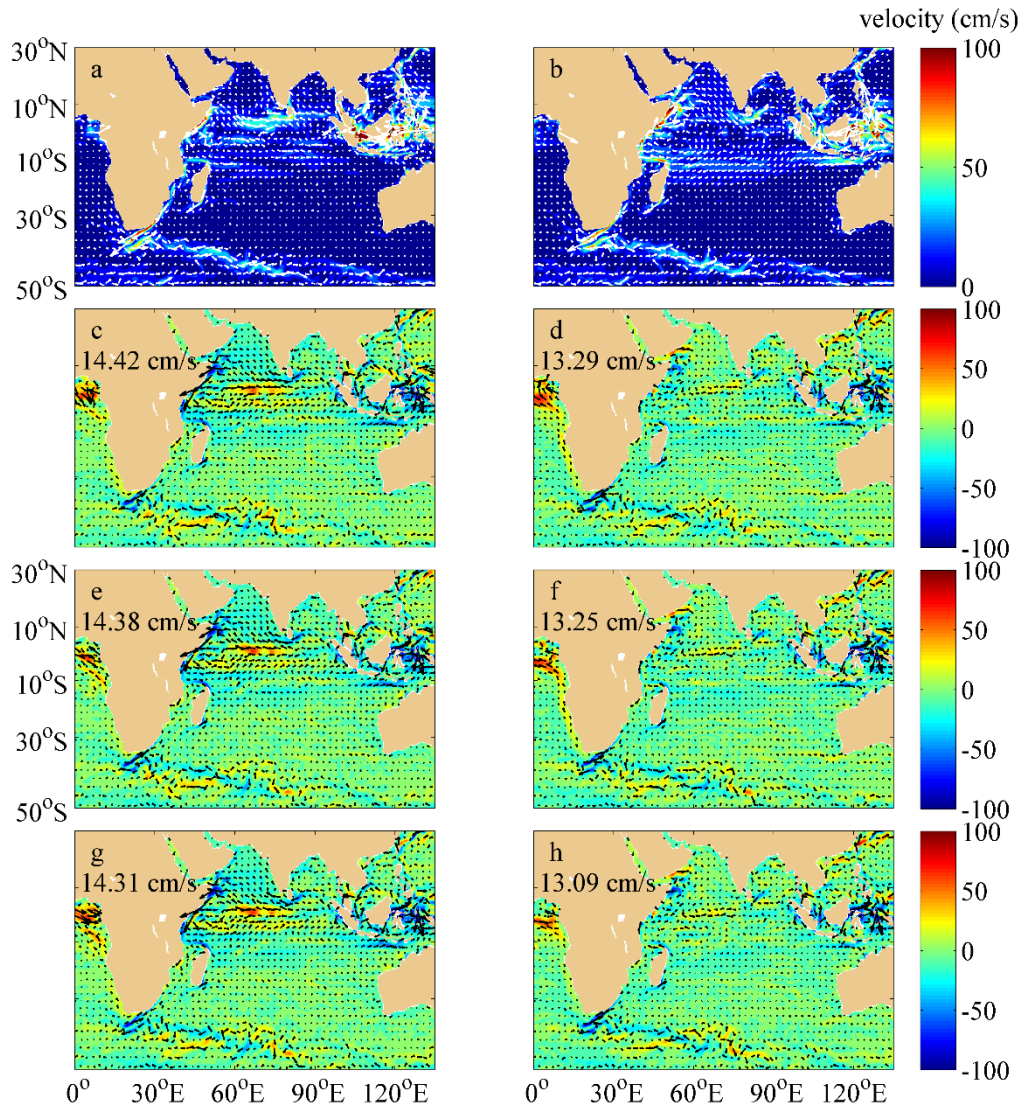 velocity (cm/s)
30°N
10°N
10°S
30°S
50°S
a
b
100
50
0
c
14.42 cm/s
d
13.29 cm/s
100
50
0
-50
-100
30°N
10°N
10°S
30°S
50°S
e
14.38 cm/s
f
13.25 cm/s
100
50
0
-50
-100
g
14.31 cm/s
h
13.09 cm/s
100
50
0
-50
-100
0° 30°E 60°E 90°E 120°E
0° 30°E 60°E 90°E 120°E